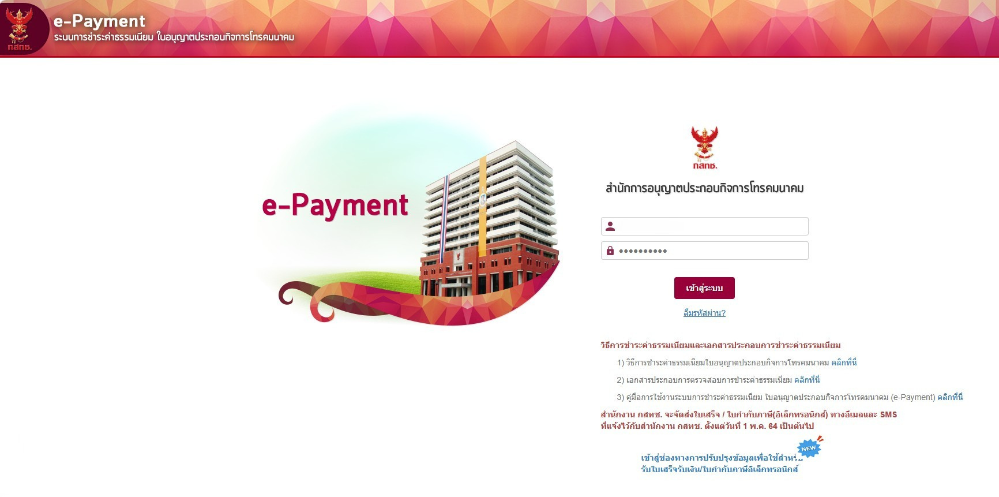 กสทช.
e-Payment
ระบบการชำระค่าธรรมเนียม ใบอนุญาตประกอบกิจการโทรคมนาคม
e-Payment
กสทช.
สำนักการอนุญาตประกอบกิจการโทรคมนาคม
••••••••••
เข้าสู่ระบบ
ลืมรหัสผ่าน?
วิธีการชำระค่าธรรมเนียมและเอกสารประกอบการชำระค่าธรรมเนียม
1) วิธีการชำระค่าธรรมเนียมใบอนุญาตประกอบกิจการโทรคมนาคม คลิกที่นี่
2) เอกสารประกอบการตรวจสอบการชำระค่าธรรมเนียม คลิกที่นี่
3) คู่มือการใช้งานระบบการชำระค่าธรรมเนียม ใบอนุญาตประกอบกิจการโทรคมนาคม (e-Payment) คลิกที่นี่
สำนักงาน กสทช. จะจัดส่งใบเสร็จ / ใบกำกับภาษี(อิเล็กทรอนิกส์) ทางอีเมลและ SMS
ที่แจ้งไว้กับสำนักงาน กสทช. ตั้งแต่วันที่ 1 พ.ค. 64 เป็นต้นไป
NEW
เข้าสู่ช่องทางการปรับปรุงข้อมูลเพื่อใช้สำหรับ
รับใบเสร็จรับเงิน/ใบกำกับภาษีอิเล็กทรอนิกส์